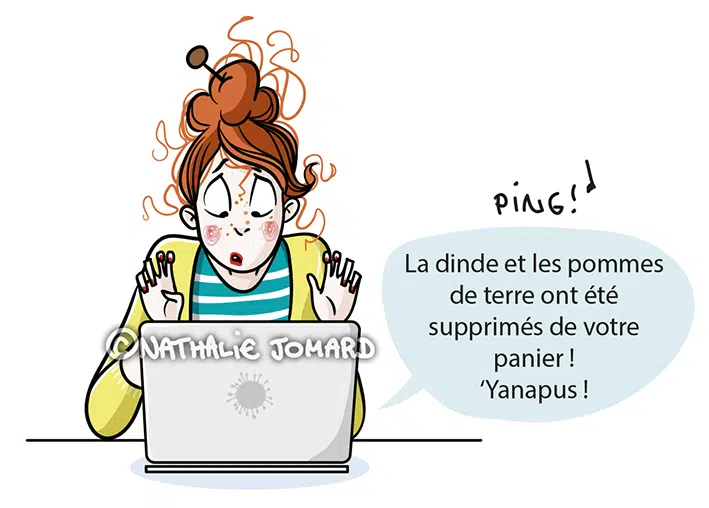 PING!
La dinde et les pommes
de terre ont été
supprimés de votre
panier !
‘Yanapus !
©NATHALIE JOMARD